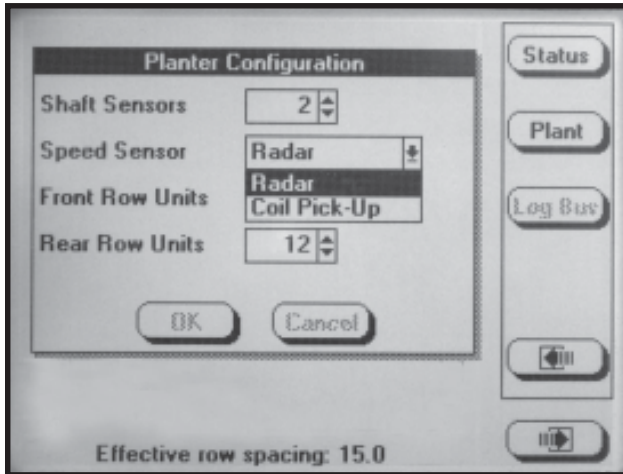 Planter Configuration
Shaft Sensors 2
Speed Sensor Radar
Radar
Front Row Units
Coil Pick-Up
Rear Row Units 12
OK Cancel
Effective row spacing: 15.0
Status
Plant
Log Bus